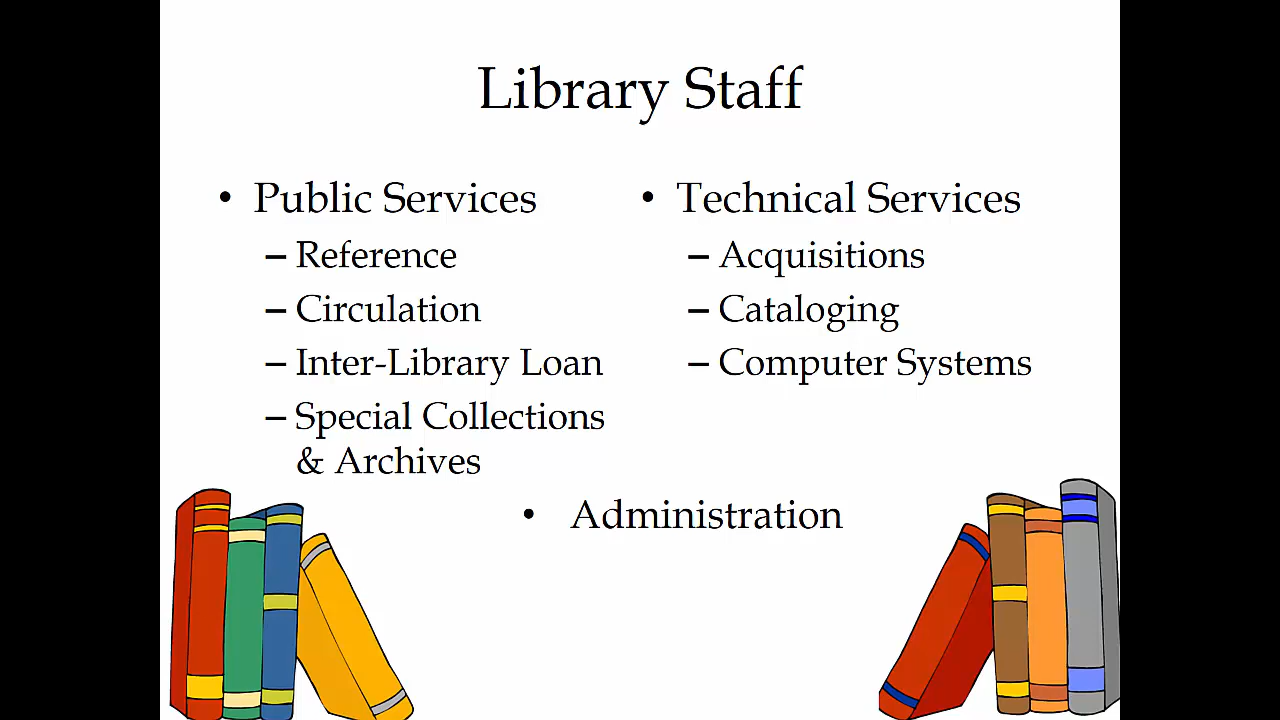 Library Staff
• Public Services
– Reference
– Circulation
– Inter-Library Loan
– Special Collections
& Archives
• Technical Services
– Acquisitions
– Cataloging
– Computer Systems
• Administration